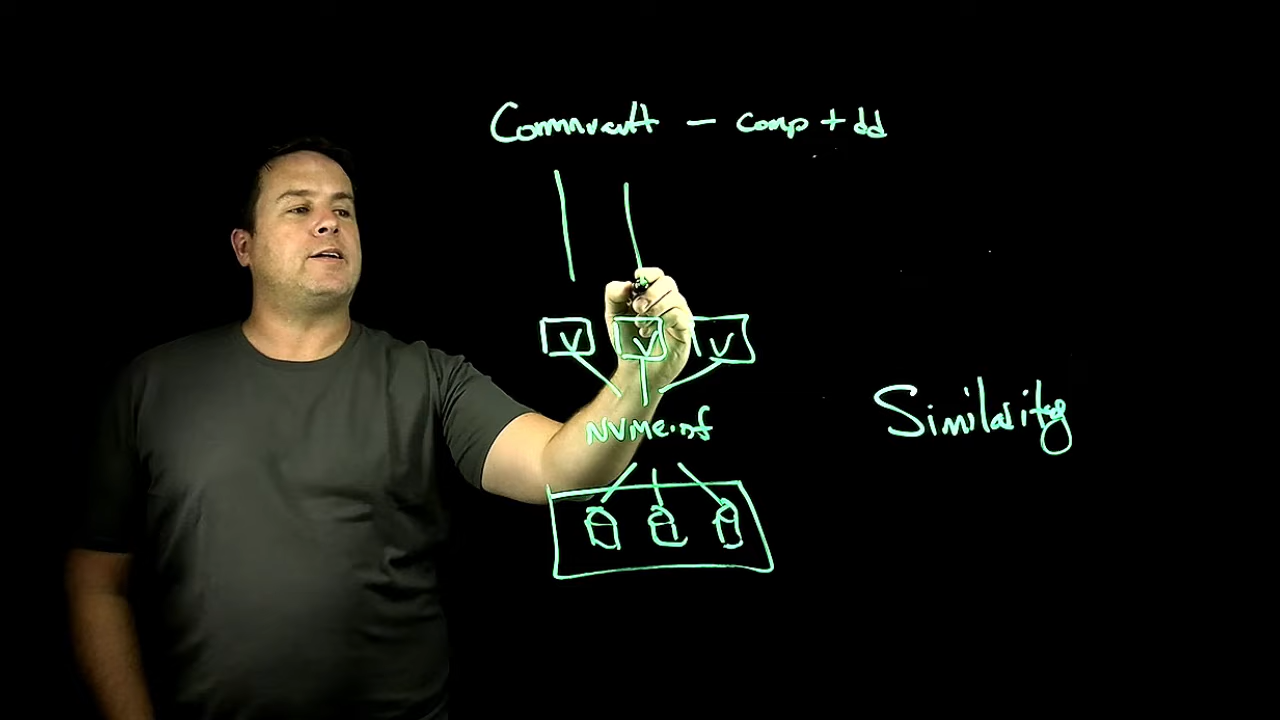 Commvault – comp + dd
V V V
NVMe.of
Similarity